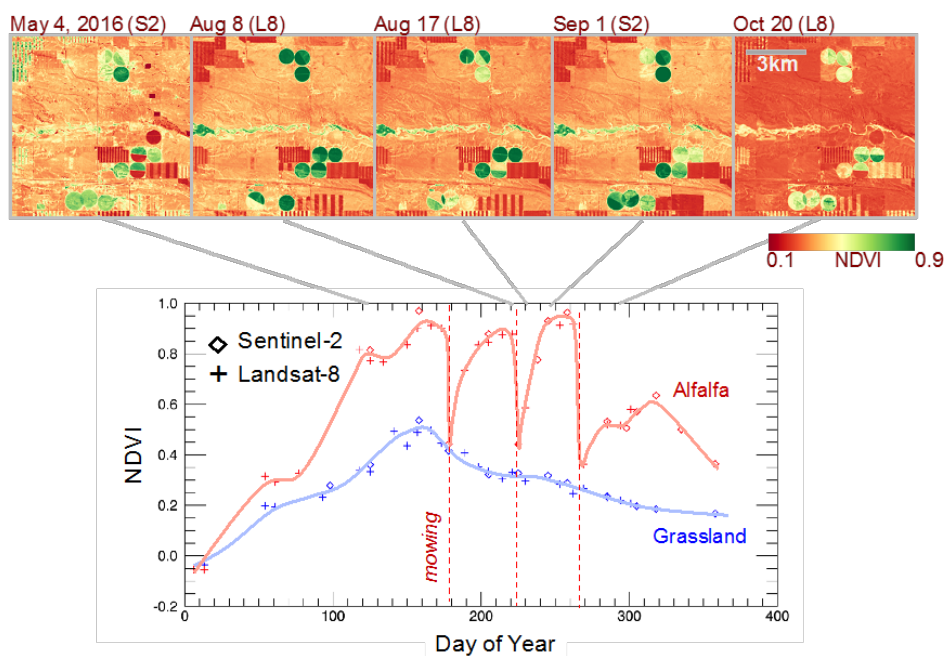 May 4, 2016 (S2) Aug 8 (L8) Aug 17 (L8) Sep 1 (S2) Oct 20 (L8)
3km
0.1 NDVI 0.9
1.0
0.8
0.6
0.4
0.2
0.0
-0.2
NDVI
Sentinel-2
Landsat-8
Alfalfa
Grassland
mowing
0 100 200 300 400
Day of Year